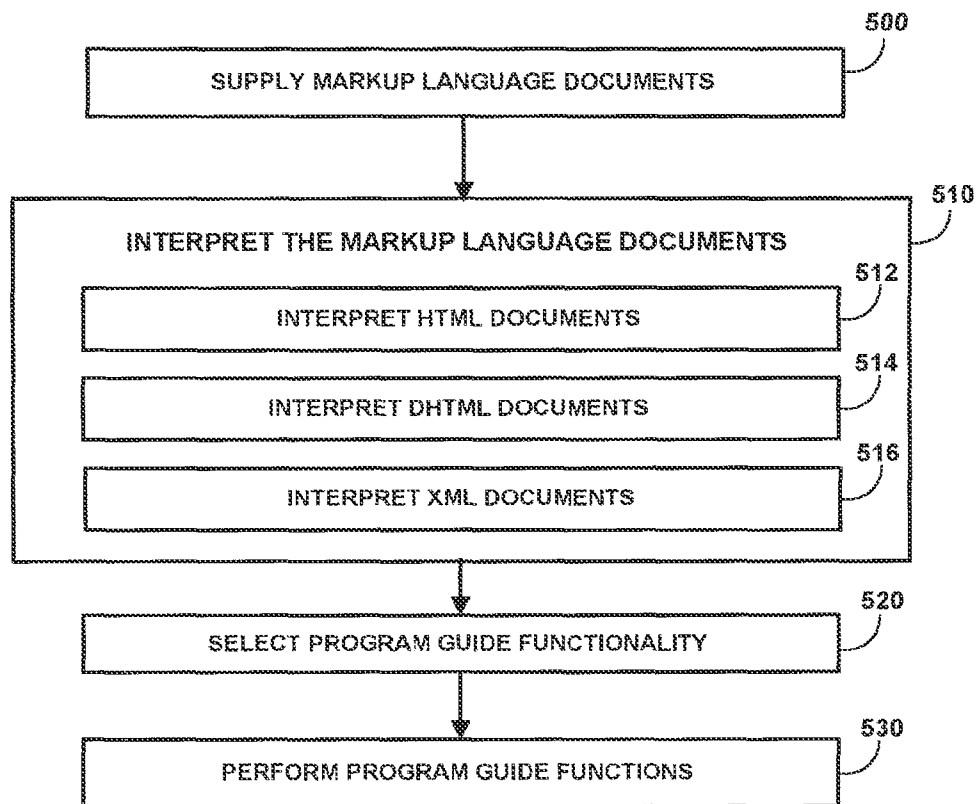 500
SUPPLY MARKUP LANGUAGE DOCUMENTS
510
INTERPRET THE MARKUP LANGUAGE DOCUMENTS
512
INTERPRET HTML DOCUMENTS
514
INTERPRET DHTML DOCUMENTS
516
INTERPRET XML DOCUMENTS
520
SELECT PROGRAM GUIDE FUNCTIONALITY
530
PERFORM PROGRAM GUIDE FUNCTIONS